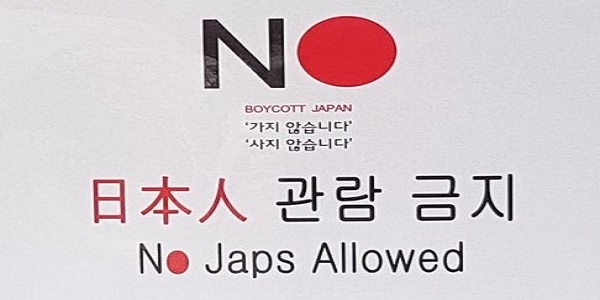 NO
BOYCOTT JAPAN
'가지 않습니다'
'사지 않습니다'
日本人 관람 금지
No Japs Allowed